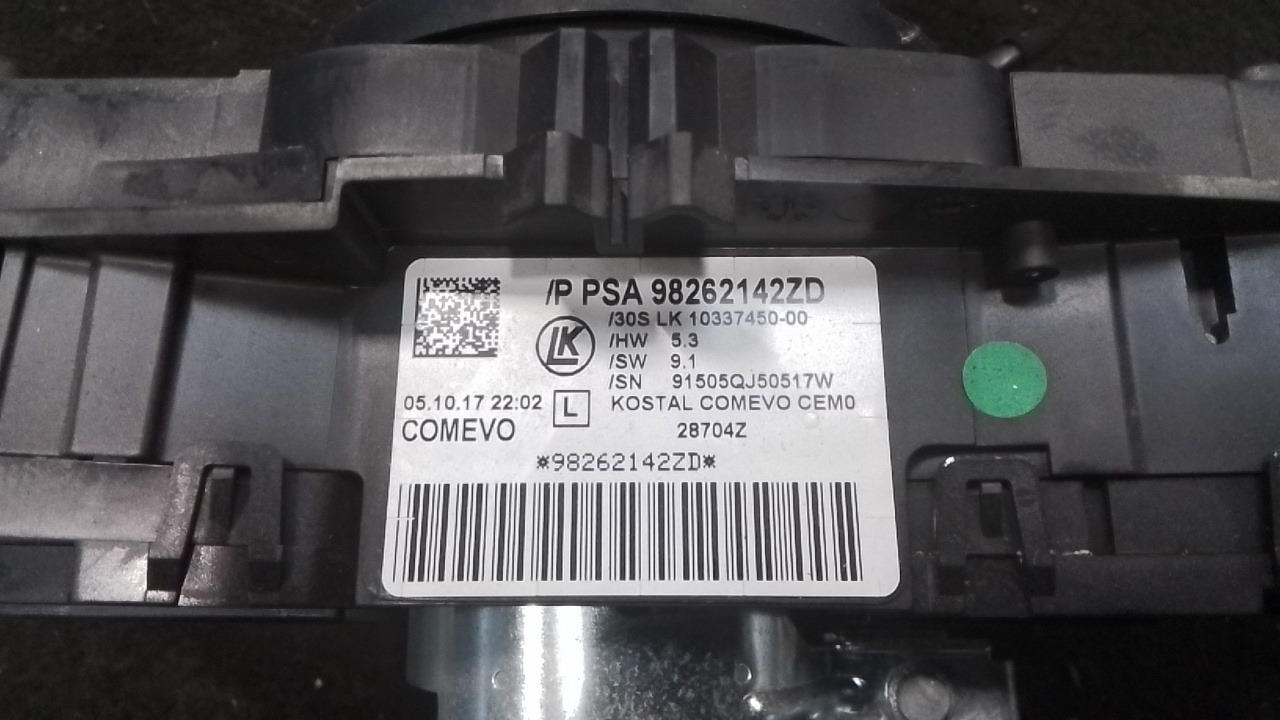 /P PSA 98262142ZD
/30S LK 10337450-00
LK
/HW 5.3
/SW 9.1
/SN 91505QJ50517W
05.10.17 22:02 L KOSTAL COMEVO CEM0
COMEVO 28704Z
*98262142ZD*